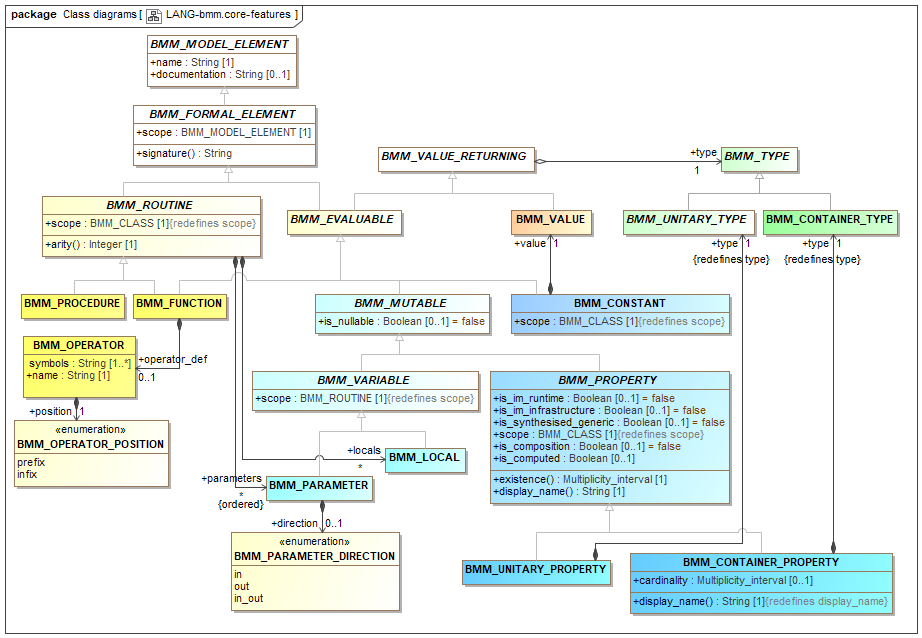 package Class diagrams [ LANG-bmm.core-features ]
BMM_MODEL_ELEMENT
+name : String [1]
+documentation : String [0..1]
BMM_FORMAL_ELEMENT
+scope : BMM_MODEL_ELEMENT [1]
+signature() : String
BMM_VALUE_RETURNING
+type
1
BMM_TYPE
BMM_ROUTINE
+scope : BMM_CLASS [1]{redefines scope}
+arity() : Integer [1]
BMM_EVALUABLE
BMM_VALUE
+value 1
BMM_UNITARY_TYPE
+type 1
{redefines type}
BMM_CONTAINER_TYPE
+type 1
{redefines type}
BMM_PROCEDURE
BMM_FUNCTION
BMM_MUTABLE
+is_nullable : Boolean [0..1] = false
BMM_CONSTANT
+scope : BMM_CLASS [1]{redefines scope}
BMM_OPERATOR
symbols : String [1..*]
+name : String [1]
+operator_def
0..1
+position 1
«enumeration»
BMM_OPERATOR_POSITION
prefix
infix
BMM_VARIABLE
+scope : BMM_ROUTINE [1]{redefines scope}
BMM_PROPERTY
+is_im_runtime : Boolean [0..1] = false
+is_im_infrastructure : Boolean [0..1] = false
+is_synthesised_generic : Boolean [0..1] = false
+scope : BMM_CLASS [1]{redefines scope}
+is_composition : Boolean [0..1] = false
+is_computed : Boolean [0..1]
+existence() : Multiplicity_interval [1]
+display_name() : String [1]
+locals
*
BMM_LOCAL
+parameters
*
{ordered}
BMM_PARAMETER
+direction 0..1
«enumeration»
BMM_PARAMETER_DIRECTION
in
out
in_out
BMM_UNITARY_PROPERTY
BMM_CONTAINER_PROPERTY
+cardinality : Multiplicity_interval [0..1]
+display_name() : String [1]{redefines display_name}